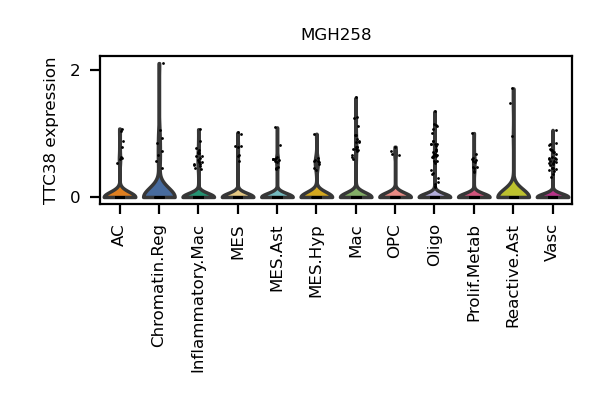 MGH258
TTC38 expression
2
0
AC
Chromatin.Reg
Inflammatory.Mac
MES
MES.Ast
MES.Hyp
Mac
OPC
Oligo
Prolif.Metab
Reactive.Ast
Vasc